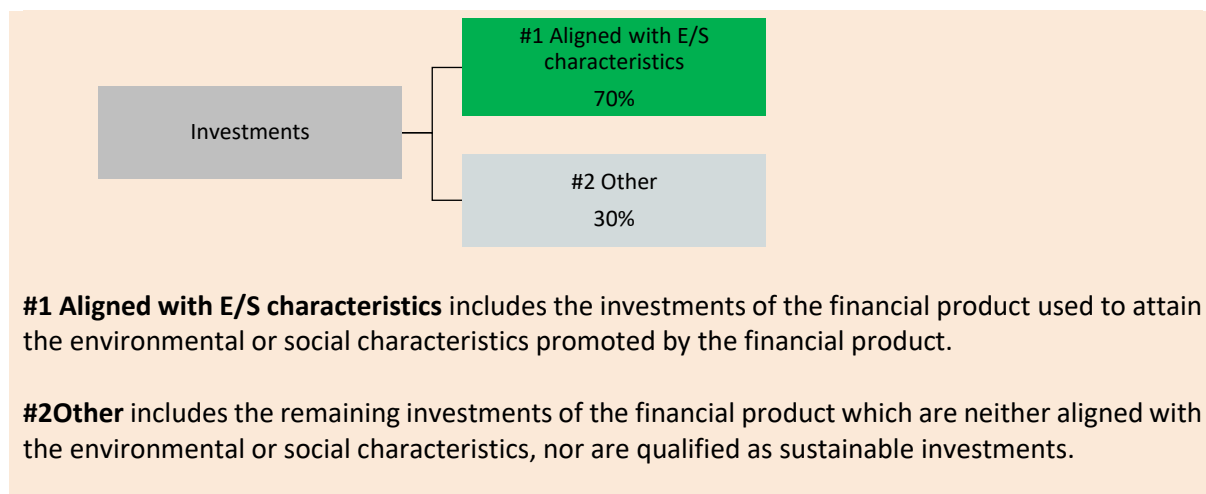 #1 Aligned with E/S
characteristics
70%
Investments
#2 Other
30%
#1 Aligned with E/S characteristics includes the investments of the financial product used to attain
the environmental or social characteristics promoted by the financial product.
#2Other includes the remaining investments of the financial product which are neither aligned with
the environmental or social characteristics, nor are qualified as sustainable investments.